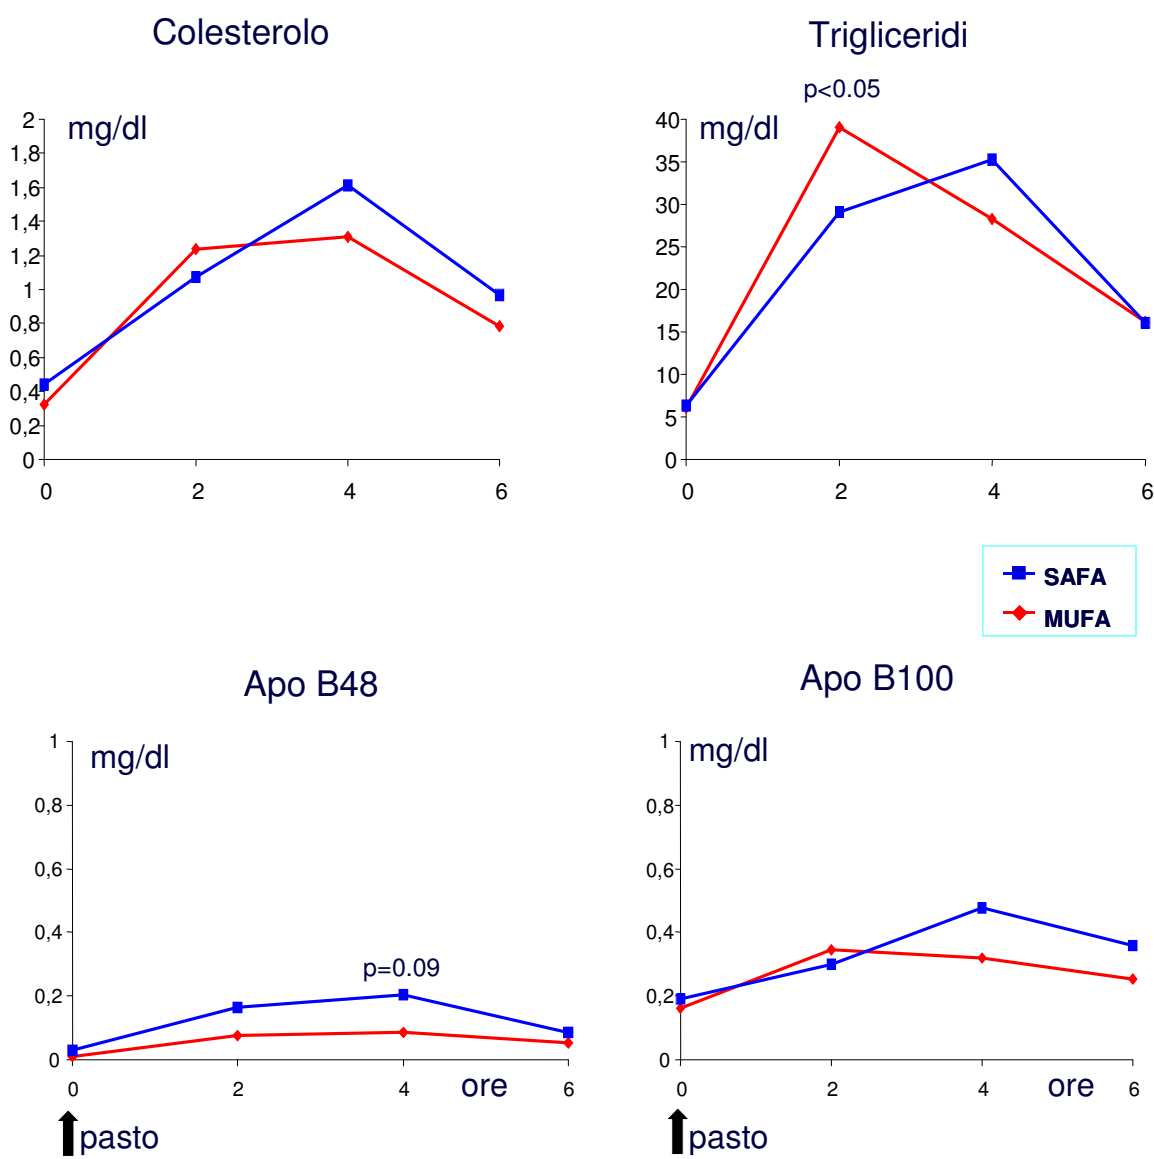 Colesterolo
mg/dl
2
1,8
1,6
1,4
1,2
1
0,8
0,6
0,4
0,2
0
0 2 4 6
Trigliceridi
p<0.05
mg/dl
40
35
30
25
20
15
10
5
0
0 2 4 6
SAFA
MUFA
Apo B48
mg/dl
1
0,8
0,6
0,4
0,2
0
p=0.09
0 2 4 ore 6
pasto
Apo B100
mg/dl
1
0,8
0,6
0,4
0,2
0
0 2 4 ore 6
pasto